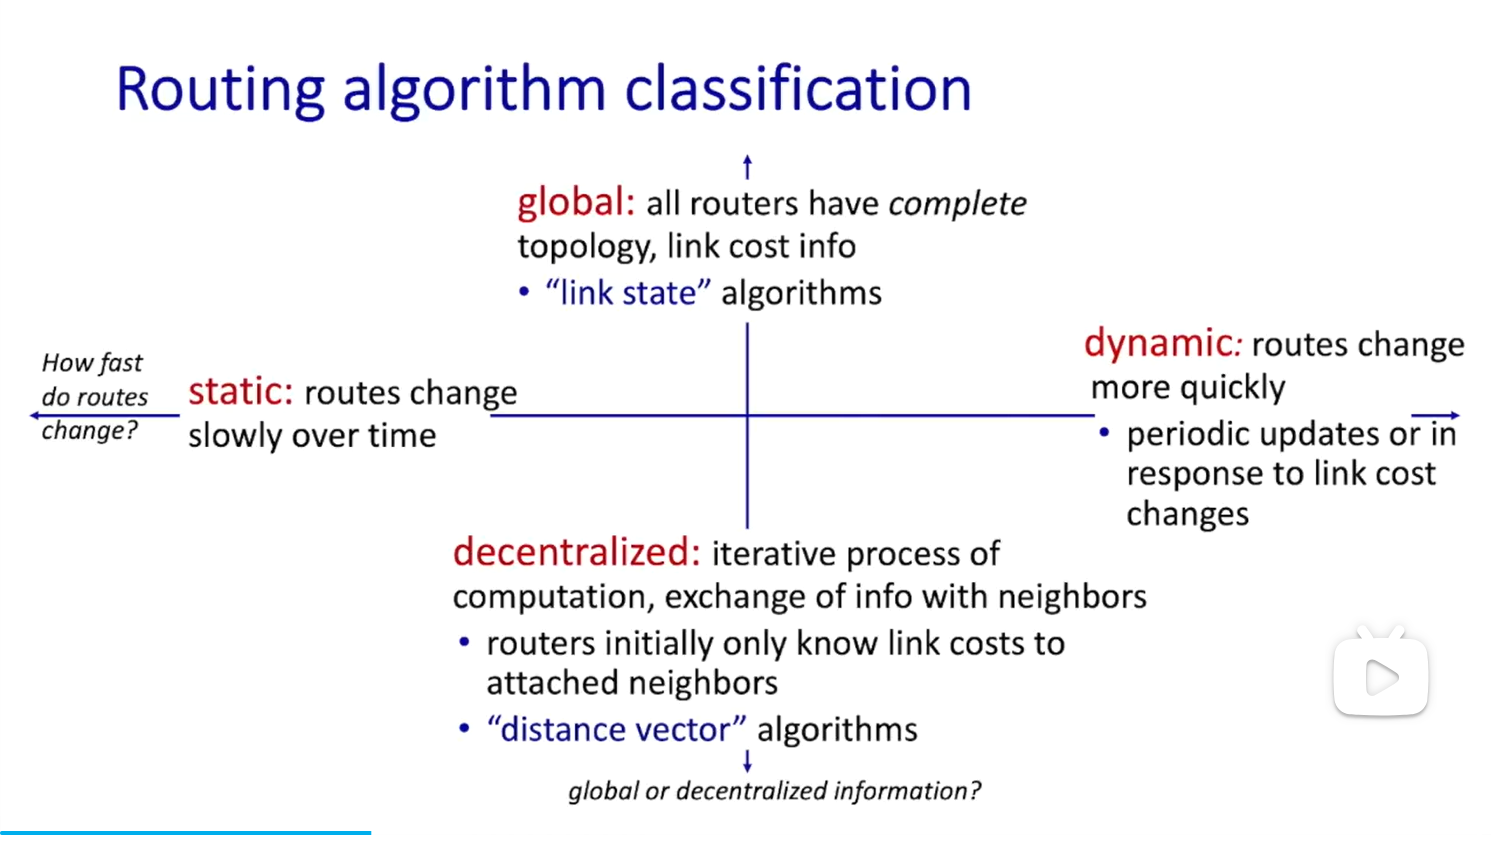 Routing algorithm classification
global: all routers have complete
topology, link cost info
• “link state” algorithms
How fast
do routes
change?
static: routes change
slowly over time
dynamic: routes change
more quickly
• periodic updates or in
response to link cost
changes
decentralized: iterative process of
computation, exchange of info with neighbors
• routers initially only know link costs to
attached neighbors
• “distance vector” algorithms
global or decentralized information?